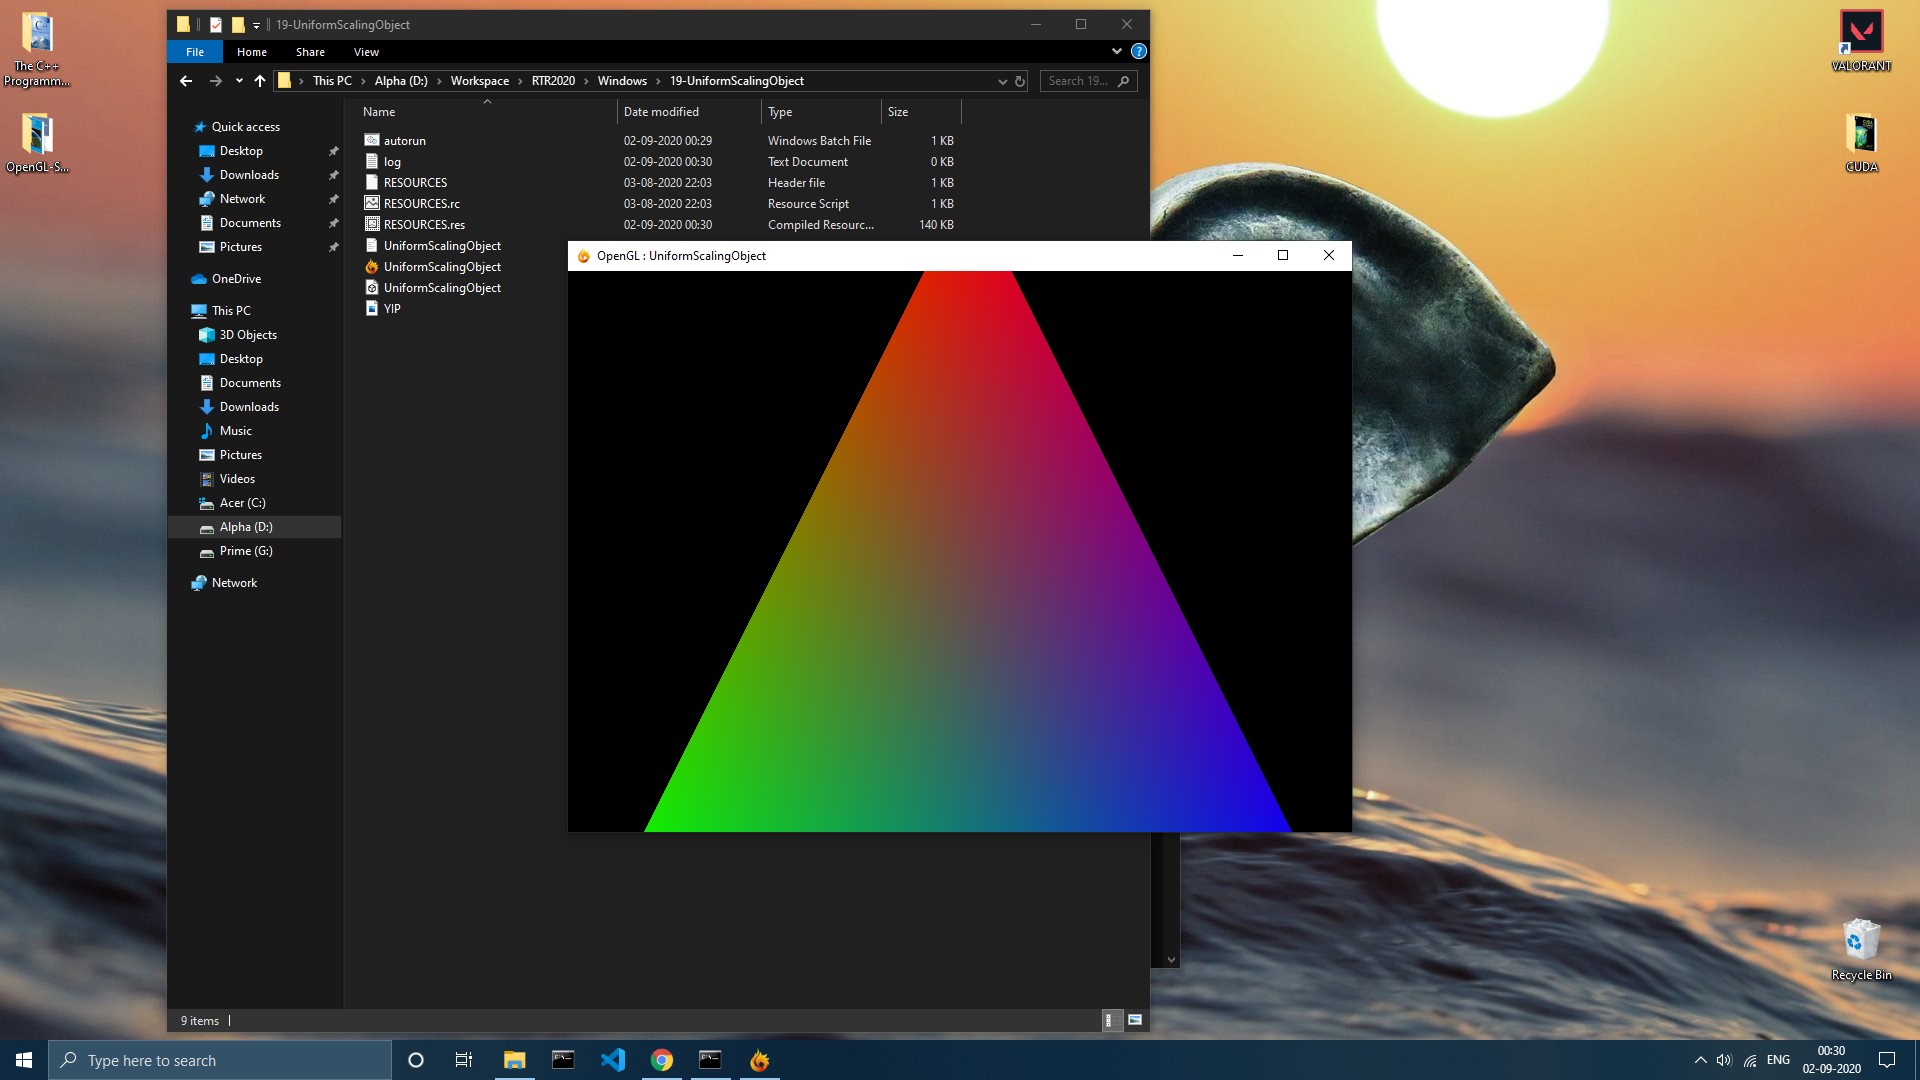 The C++
Programm...
OpenGL-S...
19-UniformScalingObject
File Home Share View
This PC Alpha (D:) Workspace RTR2020 Windows 19-UniformScalingObject
Search 19...
Name Date modified Type Size
autorun 02-09-2020 00:29 Windows Batch File 1 KB
log 02-09-2020 00:30 Text Document 0 KB
RESOURCES 03-08-2020 22:03 Header file 1 KB
RESOURCES.rc 03-08-2020 22:03 Resource Script 1 KB
RESOURCES.res 02-09-2020 00:30 Compiled Resourc... 140 KB
UniformScalingObject
UniformScalingObject
UniformScalingObject
YIP
Quick access
Desktop
Downloads
Network
Documents
Pictures
OneDrive
This PC
3D Objects
Desktop
Documents
Downloads
Music
Pictures
Videos
Acer (C:)
Alpha (D:)
Prime (G:)
Network
9 items
OpenGL : UniformScalingObject
VALORANT
CUDA
Recycle Bin
Type here to search
ENG
00:30
02-09-2020